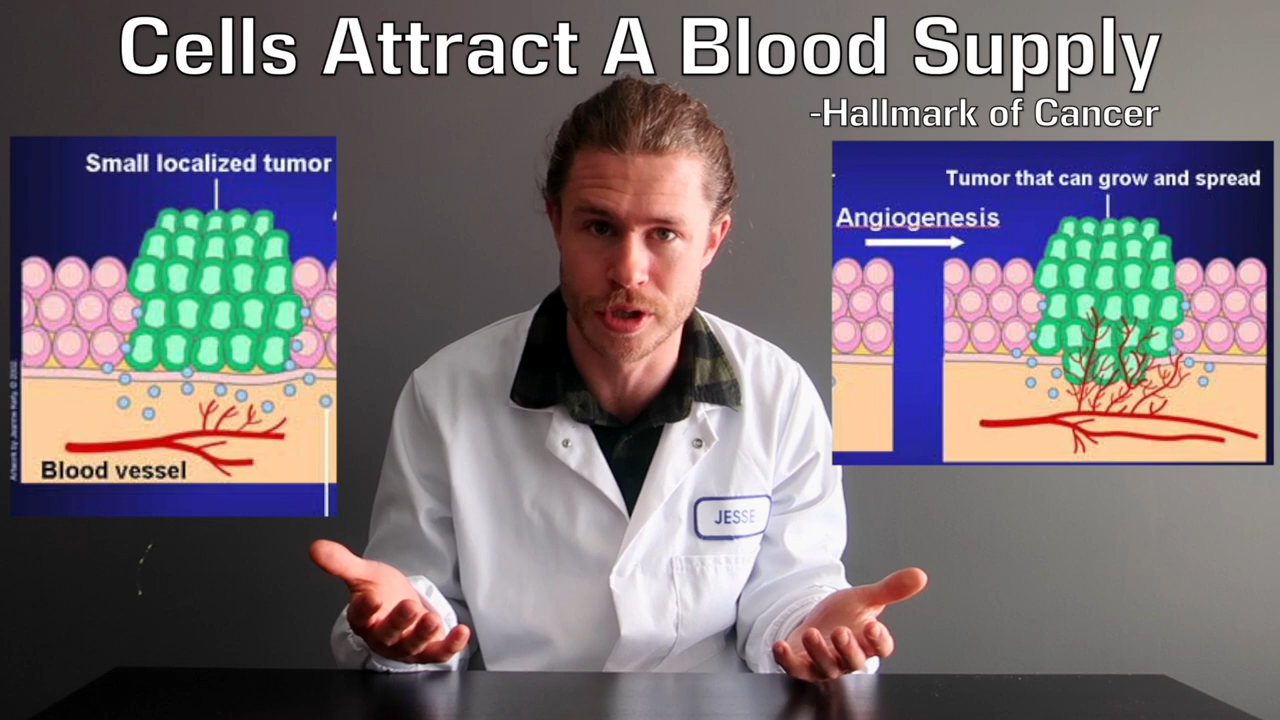 Cells Attract A Blood Supply
-Hallmark of Cancer
Small localized tumor
Blood vessel
Tumor that can grow and spread
Angiogenesis
JESSE